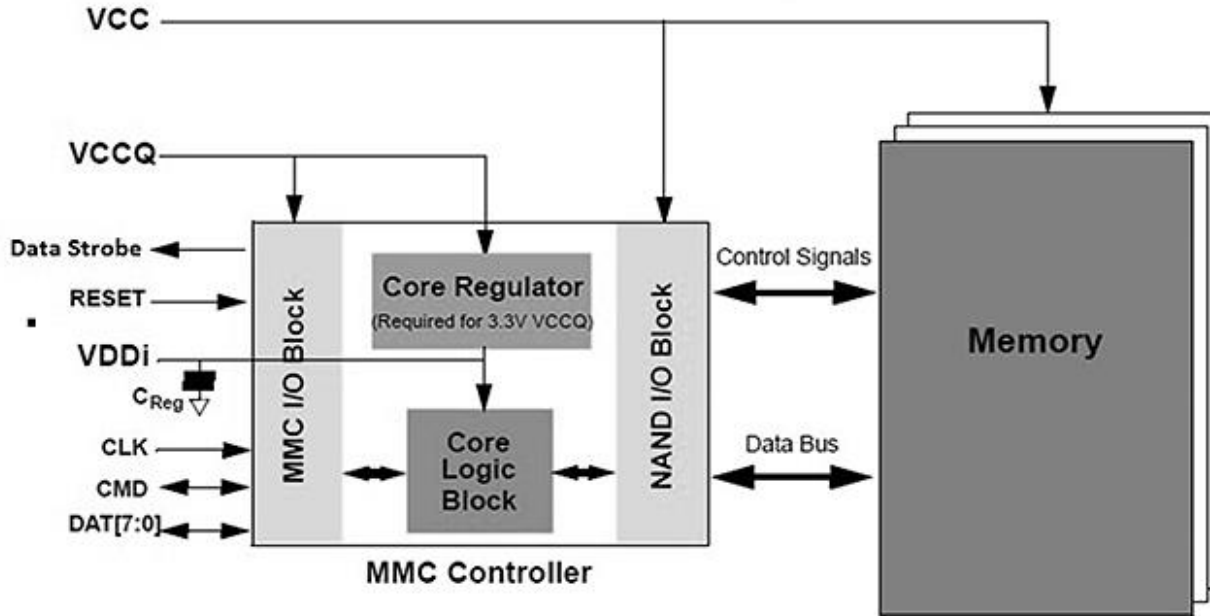 VCC
VCCQ
Data Strobe
RESET
VDDi
CReg
CLK
CMD
DAT[7:0]
MMC I/O Block
Core Regulator
(Required for 3.3V VCCQ)
Core
Logic
Block
NAND I/O Block
MMC Controller
Control Signals
Data Bus
Memory